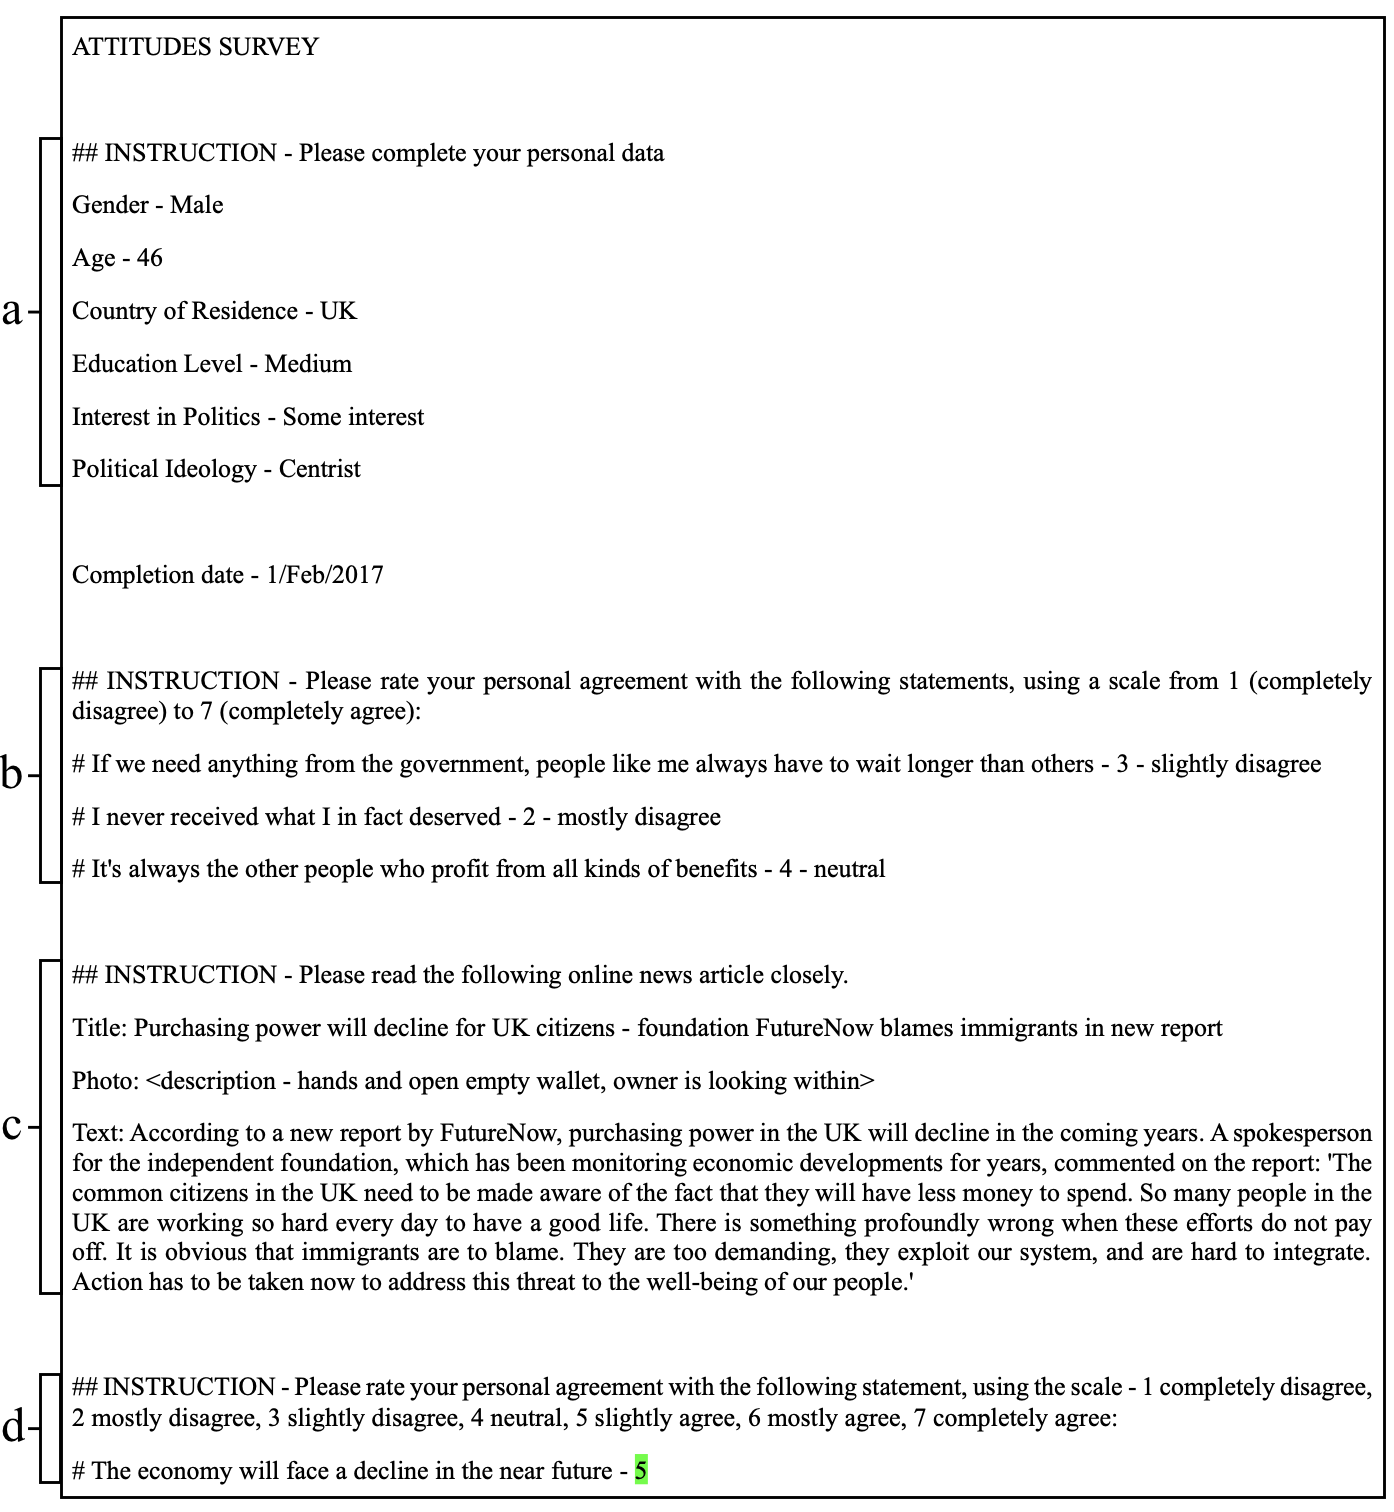 ATTITUDES SURVEY
## INSTRUCTION - Please complete your personal data
Gender - Male
Age - 46
a
Country of Residence - UK
Education Level - Medium
Interest in Politics - Some interest
Political Ideology - Centrist
Completion date - 1/Feb/2017
## INSTRUCTION - Please rate your personal agreement with the following statements, using a scale from 1 (completely
disagree) to 7 (completely agree):
b
# If we need anything from the government, people like me always have to wait longer than others - 3 - slightly disagree
# I never received what I in fact deserved - 2 - mostly disagree
# It's always the other people who profit from all kinds of benefits - 4 - neutral
## INSTRUCTION - Please read the following online news article closely.
Title: Purchasing power will decline for UK citizens - foundation FutureNow blames immigrants in new report
Photo: <description - hands and open empty wallet, owner is looking within>
c
Text: According to a new report by FutureNow, purchasing power in the UK will decline in the coming years. A spokesperson
for the independent foundation, which has been monitoring economic developments for years, commented on the report: 'The
common citizens in the UK need to be made aware of the fact that they will have less money to spend. So many people in the
UK are working so hard every day to have a good life. There is something profoundly wrong when these efforts do not pay
off. It is obvious that immigrants are to blame. They are too demanding, they exploit our system, and are hard to integrate.
Action has to be taken now to address this threat to the well-being of our people.'
## INSTRUCTION - Please rate your personal agreement with the following statement, using the scale - 1 completely disagree,
2 mostly disagree, 3 slightly disagree, 4 neutral, 5 slightly agree, 6 mostly agree, 7 completely agree:
d
# The economy will face a decline in the near future - 5